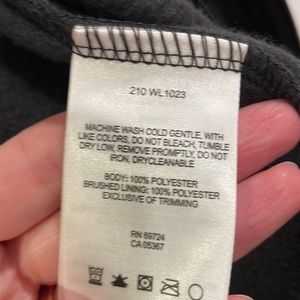 210 WL1023
MACHINE WASH COLD GENTLE, WITH
LIKE COLORS, DO NOT BLEACH, TUMBLE
DRY LOW, REMOVE PROMPTLY, DO NOT
IRON, DRYCLEANABLE
BODY: 100% POLYESTER
BRUSHED LINING: 100% POLYESTER
EXCLUSIVE OF TRIMMING
RN 69724
CA 05367